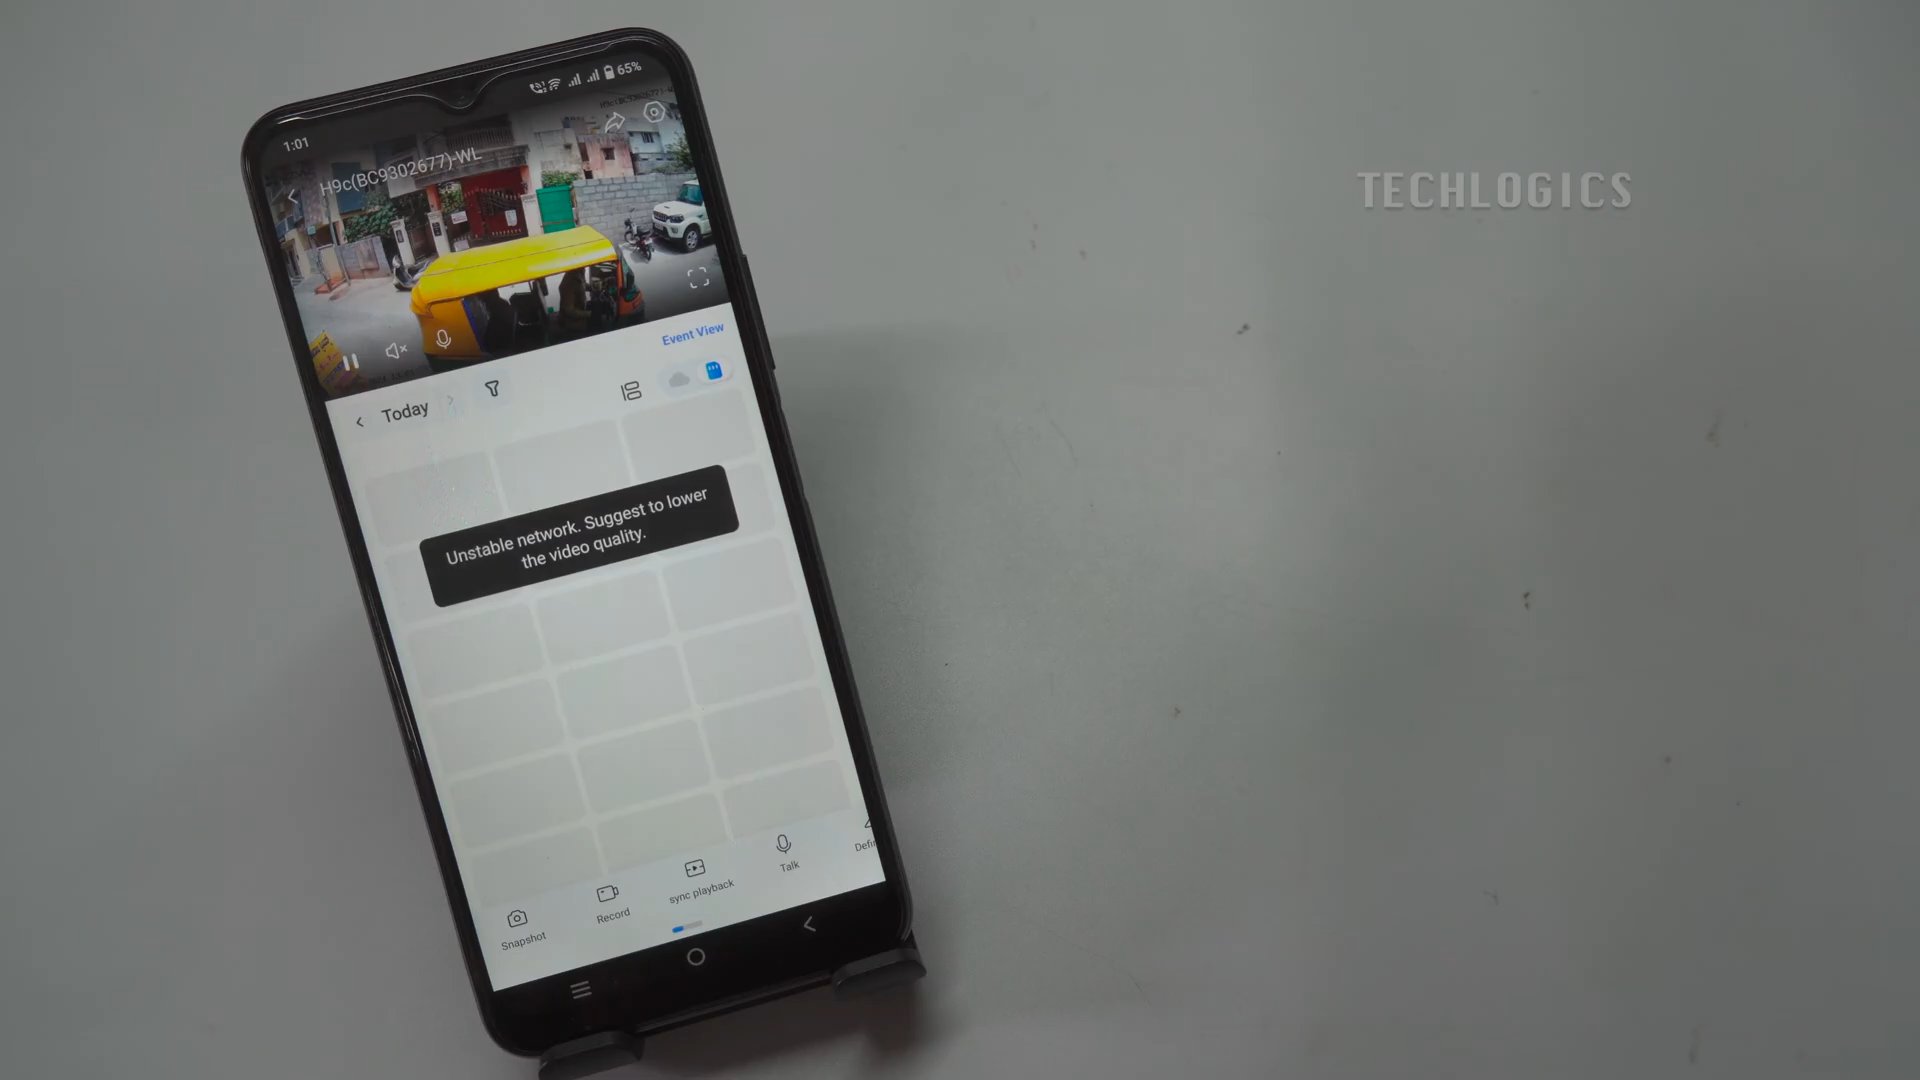 65%
1:01
H9c(BC9302677)-WL
TECHLOGICS
Event View
Today
Unstable network. Suggest to lower
the video quality.
Snapshot
Record
sync playback
Talk